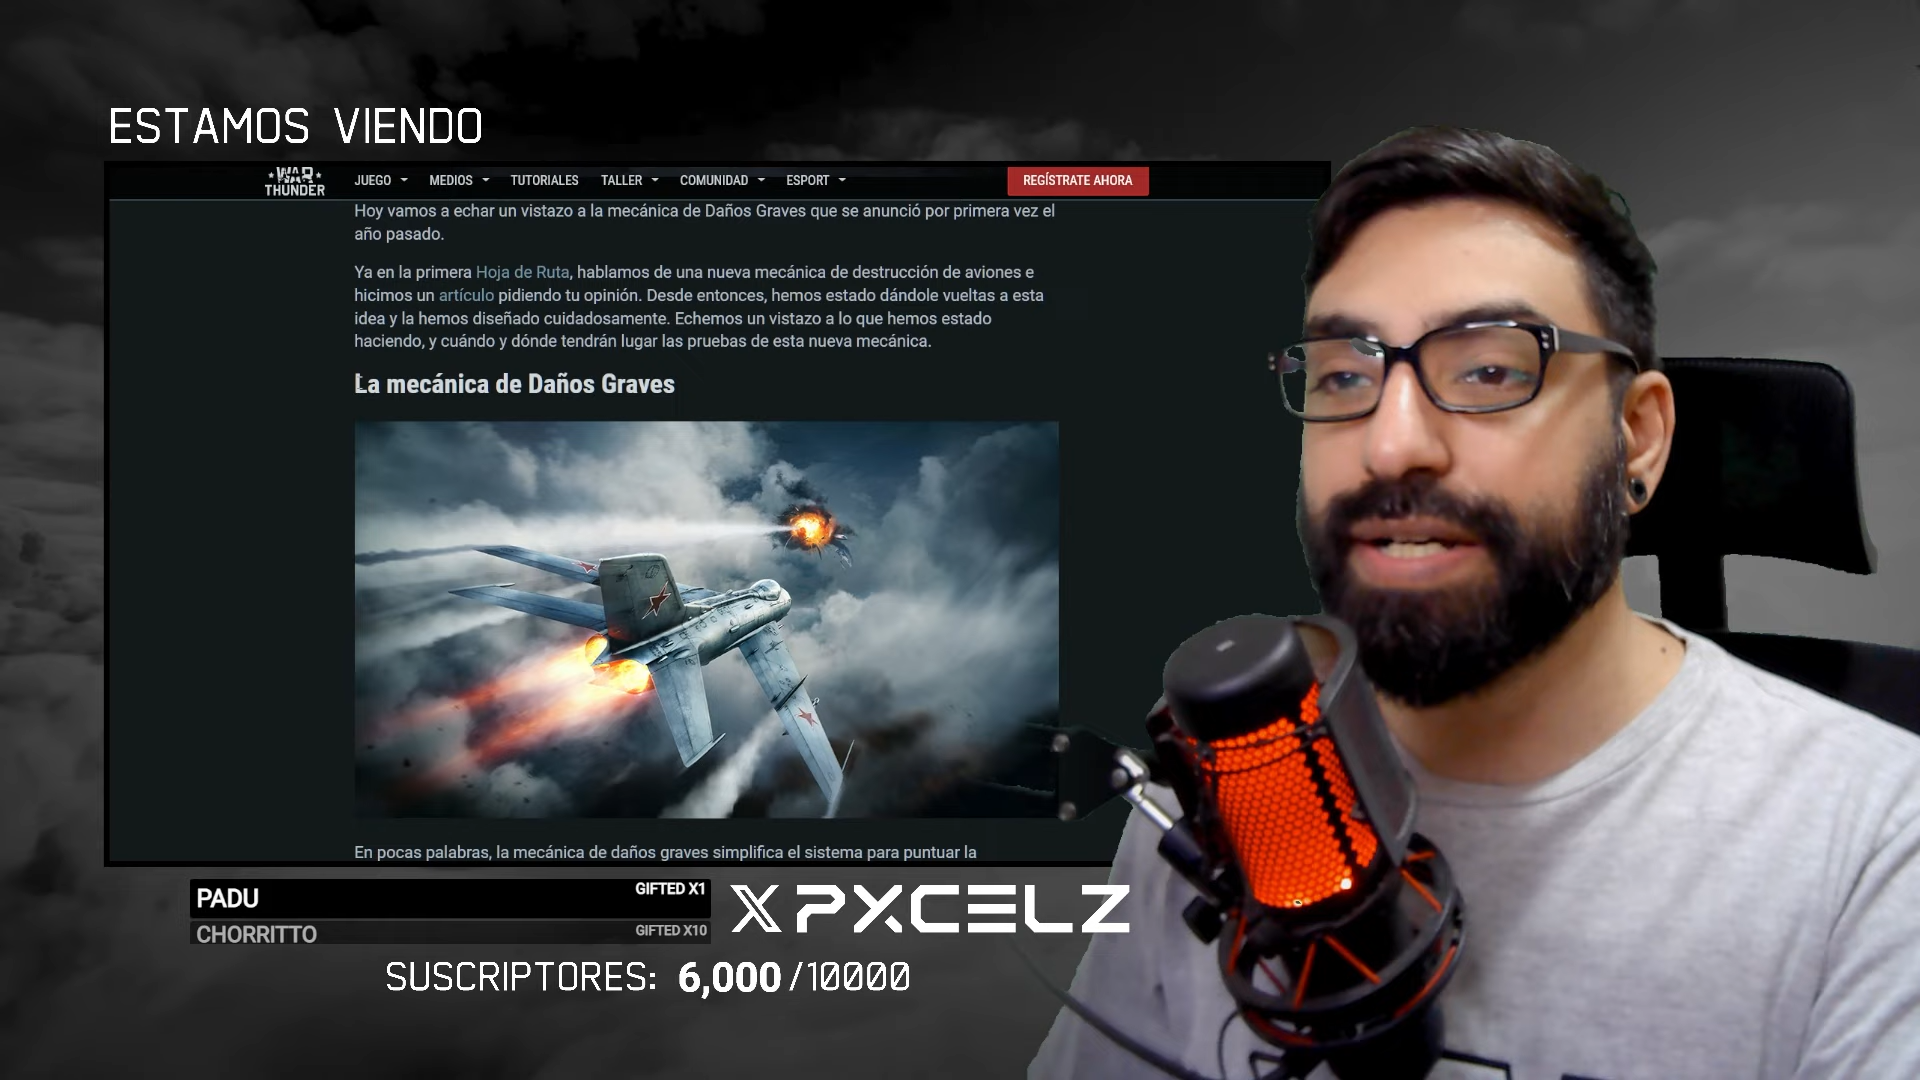 ESTAMOS VIENDO
WAR
THUNDER
JUEGO
MEDIOS
TUTORIALES
TALLER
COMUNIDAD
ESPORT
REGÍSTRATE AHORA
Hoy vamos a echar un vistazo a la mecánica de Daños Graves que se anunció por primera vez el
año pasado.
Ya en la primera Hoja de Ruta, hablamos de una nueva mecánica de destrucción de aviones e
hicimos un artículo pidiendo tu opinión. Desde entonces, hemos estado dándole vueltas a esta
idea y la hemos diseñado cuidadosamente. Echemos un vistazo a lo que hemos estado
haciendo, y cuándo y dónde tendrán lugar las pruebas de esta nueva mecánica.
La mecánica de Daños Graves
En pocas palabras, la mecánica de daños graves simplifica el sistema para puntuar la
PADU GIFTED X1
CHORRITTO GIFTED X10
X PXCELZ
SUSCRIPTORES: 6,000 /10000